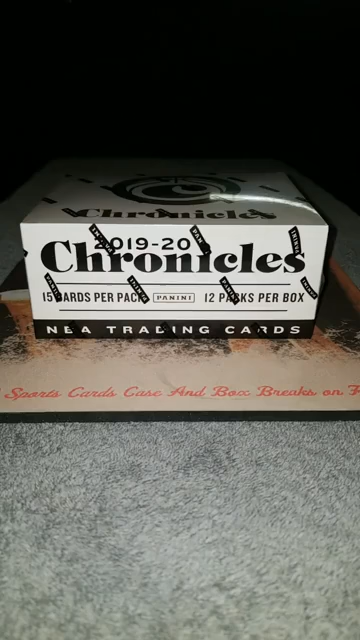 Chronicles
2019-20
Chronicles
15 CARDS PER PACK PANINI 12 PACKS PER BOX
NBA TRADING CARDS
Sports Cards Case And Box Breaks on